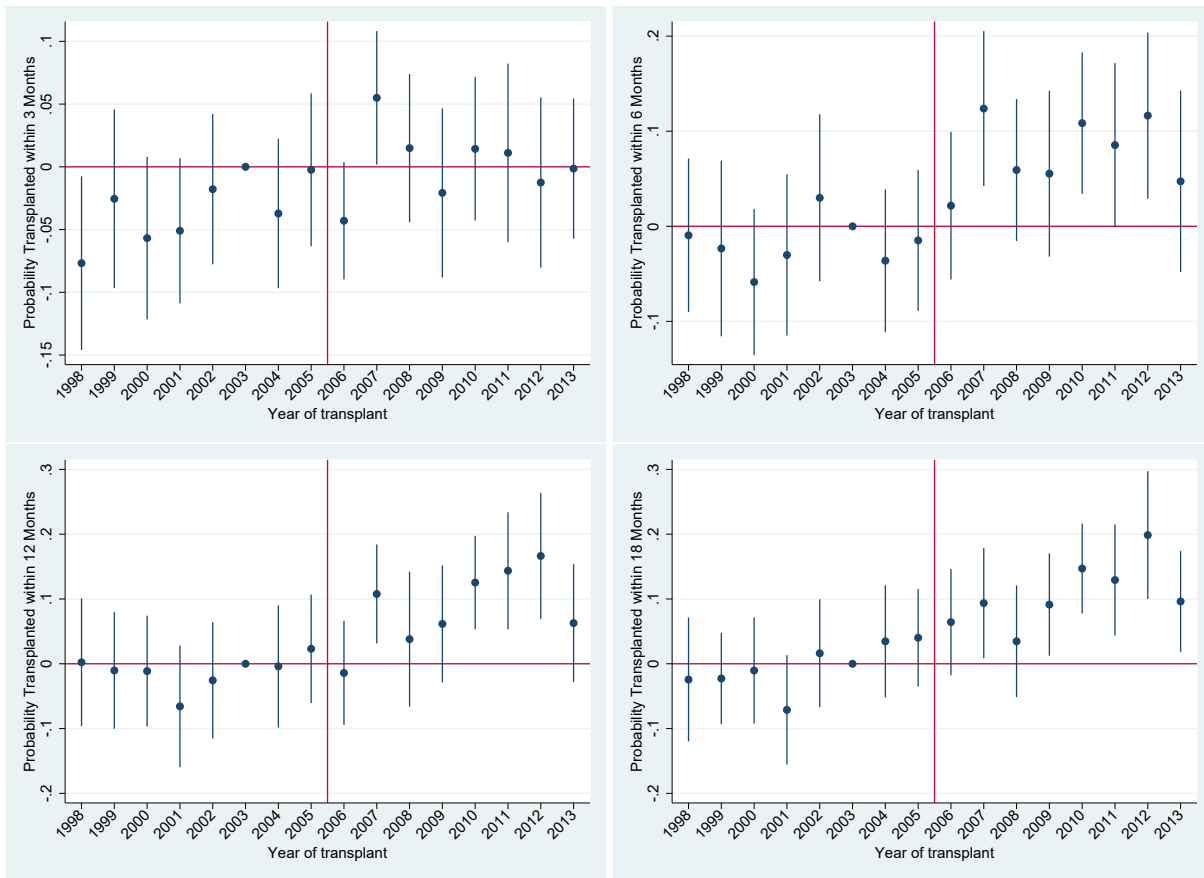 Probability Transplanted within 3 Months
.1
.05
0
-.05
-.1
-.15
1998 1999 2000 2001 2002 2003 2004 2005 2006 2007 2008 2009 2010 2011 2012 2013
Year of transplant
Probability Transplanted within 6 Months
.2
.1
0
-.1
1998 1999 2000 2001 2002 2003 2004 2005 2006 2007 2008 2009 2010 2011 2012 2013
Year of transplant
Probability Transplanted within 12 Months
.3
.2
.1
0
-.1
-.2
1998 1999 2000 2001 2002 2003 2004 2005 2006 2007 2008 2009 2010 2011 2012 2013
Year of transplant
Probability Transplanted within 18 Months
.3
.2
.1
0
-.1
-.2
1998 1999 2000 2001 2002 2003 2004 2005 2006 2007 2008 2009 2010 2011 2012 2013
Year of transplant